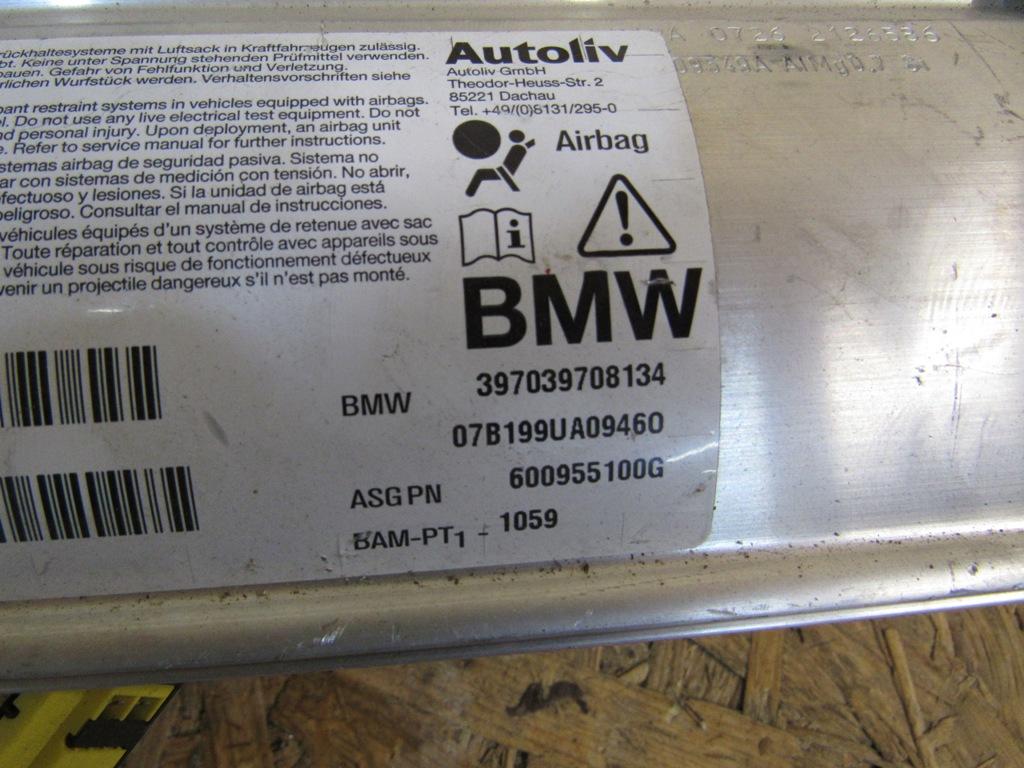 rückhaltesysteme mit Luftsack in Kraftfahrzeugen zulässig.
bt. Keine unter Spannung stehenden Prüfmittel verwenden.
bauen. Gefahr von Fehlfunktion und Verletzung.
rlichen Wurfstück werden. Verhaltensvorschriften siehe
pant restraint systems in vehicles equipped with airbags.
el. Do not use any live electrical test equipment. Do not
nd personal injury. Upon deployment, an airbag unit
e. Refer to service manual for further instructions.
stemas airbag de seguridad pasiva. Sistema no
ar con sistemas de medición con tensión. No abrir,
efectuoso y lesiones. Si la unidad de airbag está
peligroso. Consultar el manual de instrucciones.
véhicules équipés d'un système de retenue avec sac
Toute réparation et tout contrôle avec appareils sous
véhicule sous risque de fonctionnement défectueux
venir un projectile dangereux s'il n'est pas monté.
Autoliv
Autoliv GmbH
Theodor-Heuss-Str. 2
85221 Dachau
Tel. +49/(0)8131/295-0
Airbag
i
!
BMW
BMW 397039708134
07B199UA09460
ASG PN 600955100G
BAM-PT1 - 1059
A 0726 2126336